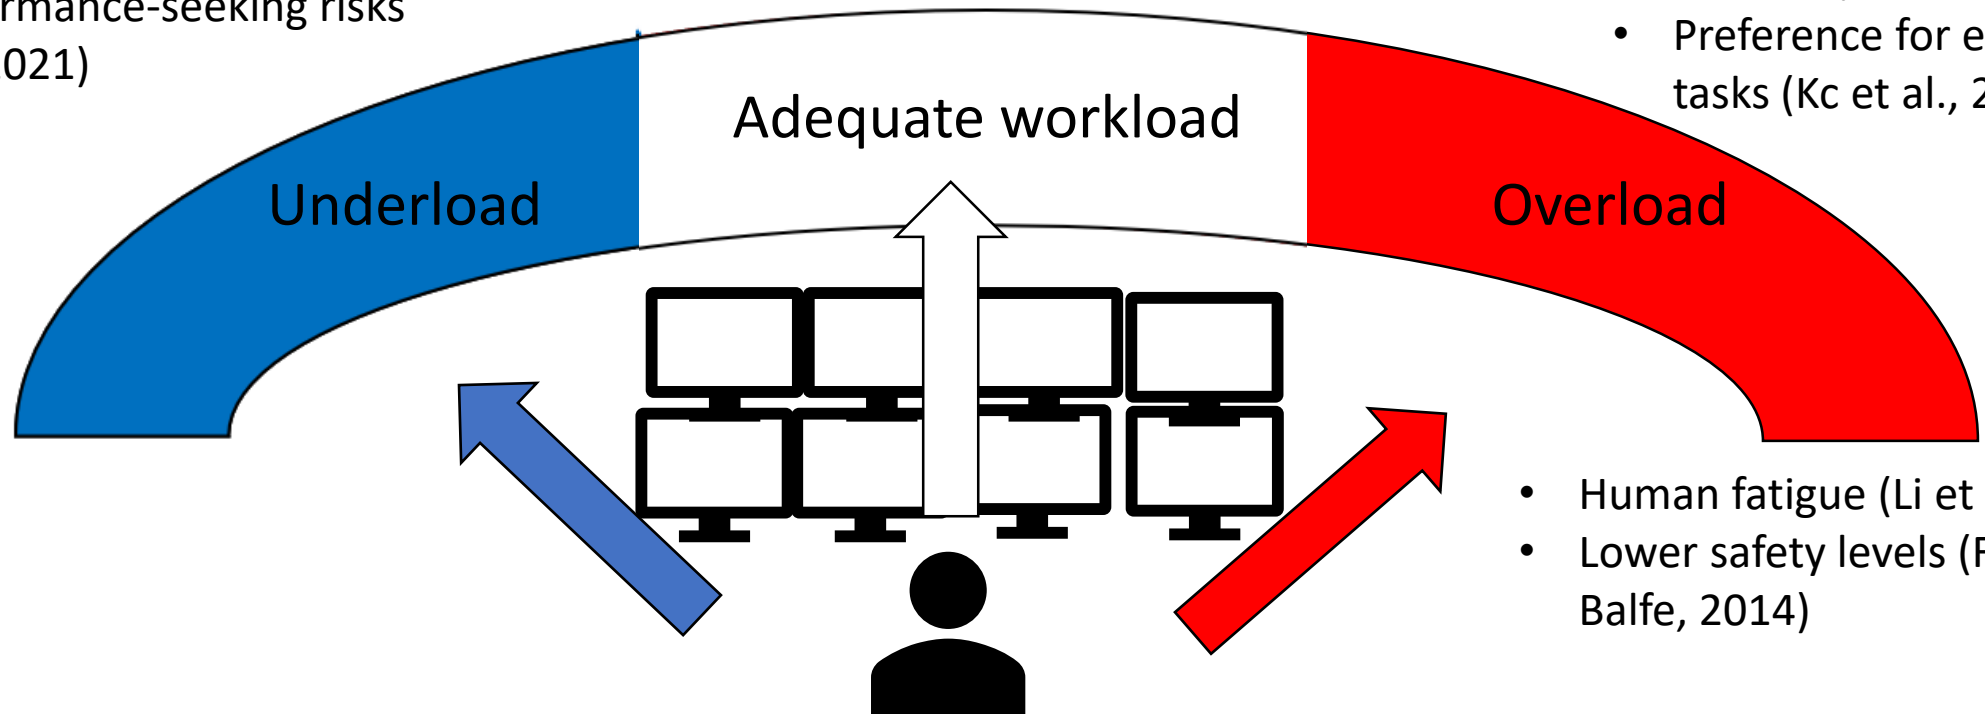 rmance-seeking risks
021)
• Preference for e
tasks (Kc et al., 2
Adequate workload
Underload
Overload
• Human fatigue (Li et
• Lower safety levels (F
Balfe, 2014)